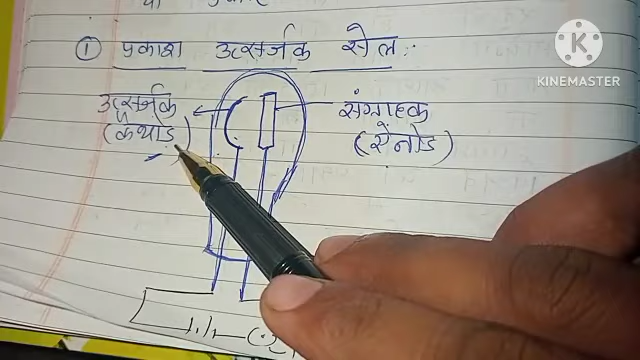 ① प्रकाश उत्सर्जक सेल :
उत्सर्जक
(कैथोड)
संग्राहक
(ऐनोड)
KINEMASTER